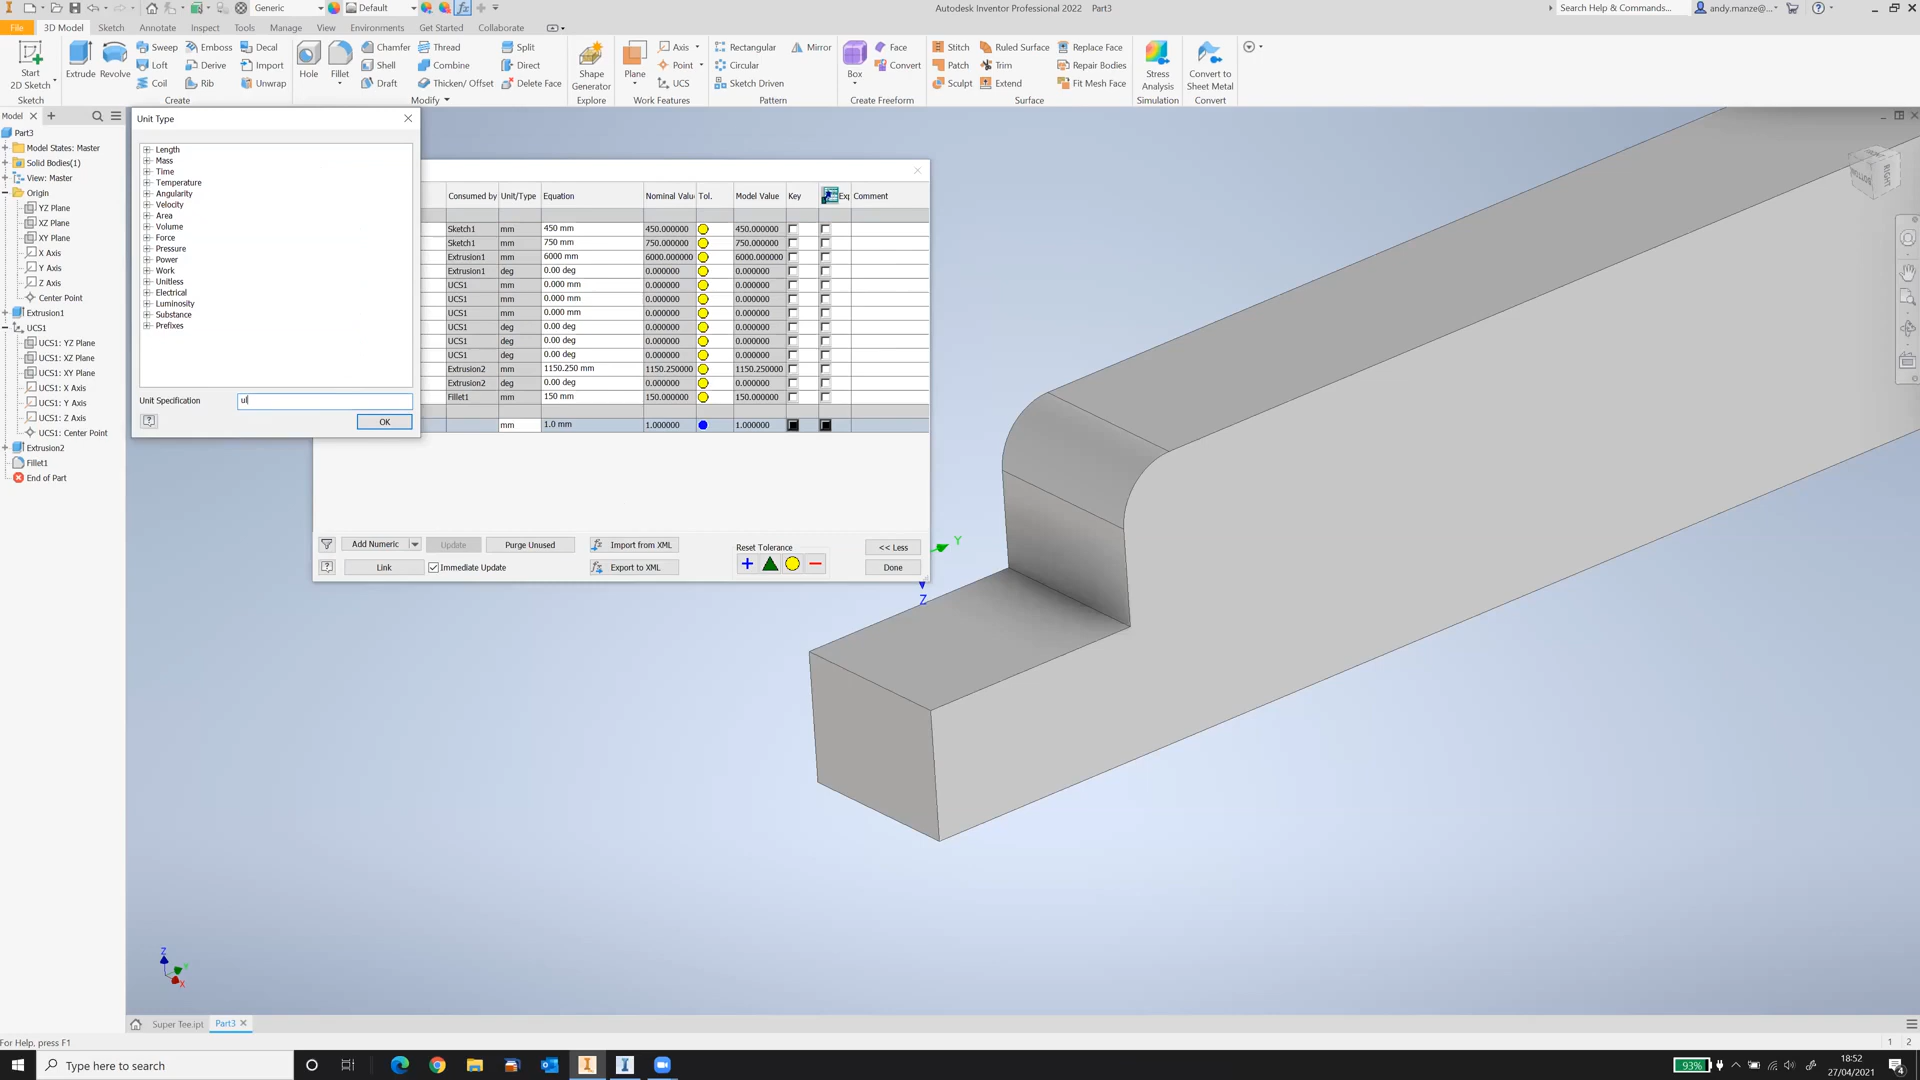 Generic
Default
Autodesk Inventor Professional 2022 Part3
Search Help & Commands...
andy.manze@...
File
3D Model
Sketch
Annotate
Inspect
Tools
Manage
View
Environments
Get Started
Collaborate
Start
2D Sketch
Extrude
Revolve
Sweep
Loft
Coil
Emboss
Derive
Rib
Decal
Import
Unwrap
Hole
Fillet
Chamfer
Shell
Draft
Thread
Combine
Thicken/ Offset
Split
Direct
Delete Face
Shape
Generator
Plane
Axis
Point
UCS
Rectangular
Circular
Sketch Driven
Mirror
Box
Face
Convert
Stitch
Patch
Sculpt
Ruled Surface
Trim
Extend
Replace Face
Repair Bodies
Fit Mesh Face
Stress
Analysis
Convert to
Sheet Metal
Sketch
Create
Modify
Explore
Work Features
Pattern
Create Freeform
Surface
Simulation
Convert
Model
Part3
Model States: Master
Solid Bodies(1)
View: Master
Origin
YZ Plane
XZ Plane
XY Plane
X Axis
Y Axis
Z Axis
Center Point
Extrusion1
UCS1
UCS1: YZ Plane
UCS1: XZ Plane
UCS1: XY Plane
UCS1: X Axis
UCS1: Y Axis
UCS1: Z Axis
UCS1: Center Point
Extrusion2
Fillet1
End of Part
Unit Type
Length
Mass
Time
Temperature
Angularity
Velocity
Area
Volume
Force
Pressure
Power
Work
Unitless
Electrical
Luminosity
Substance
Prefixes
Unit Specification
ul
OK
Consumed by Unit/Type Equation Nominal Valu Tol. Model Value Key Exp Comment
Sketch1 mm 450 mm 450.000000 450.000000
Sketch1 mm 750 mm 750.000000 750.000000
Extrusion1 mm 6000 mm 6000.000000 6000.000000
Extrusion1 deg 0.00 deg 0.000000 0.000000
UCS1 mm 0.000 mm 0.000000 0.000000
UCS1 mm 0.000 mm 0.000000 0.000000
UCS1 mm 0.000 mm 0.000000 0.000000
UCS1 deg 0.00 deg 0.000000 0.000000
UCS1 deg 0.00 deg 0.000000 0.000000
UCS1 deg 0.00 deg 0.000000 0.000000
Extrusion2 mm 1150.250 mm 1150.250000 1150.250000
Extrusion2 deg 0.00 deg 0.000000 0.000000
Fillet1 mm 150 mm 150.000000 150.000000
mm 1.0 mm 1.000000 1.000000
Add Numeric
Update
Purge Unused
Import from XML
Reset Tolerance
<< Less
Link
Immediate Update
Export to XML
Done
Y
Z
BOTTOM
RIGHT
Z
Y
X
Super Tee.ipt
Part3
For Help, press F1
1 2
Type here to search
93%
18:52
27/04/2021
4